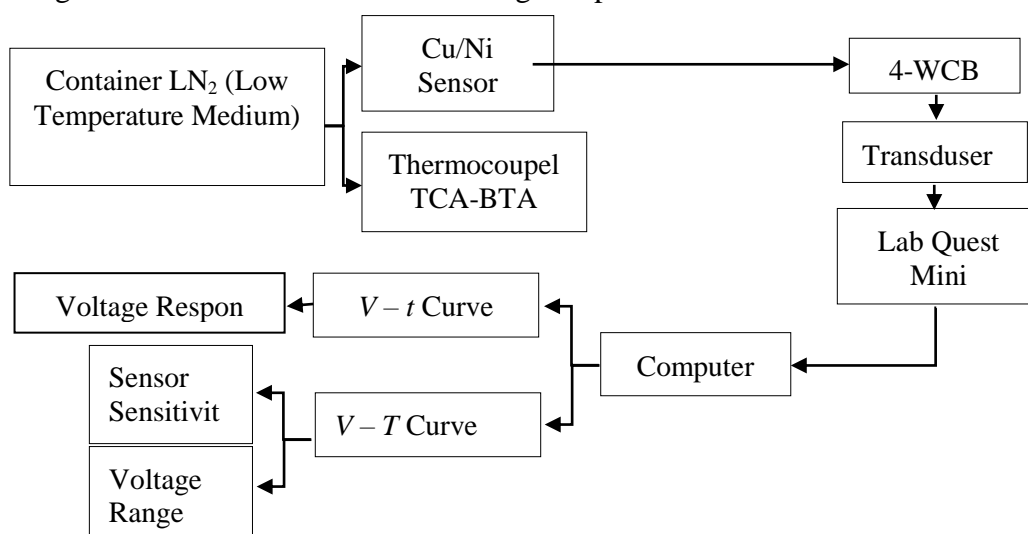 Container LN₂ (Low
Temperature Medium)
Cu/Ni
Sensor
4-WCB
Thermocoupel
TCA-BTA
Transduser
Lab Quest
Mini
Voltage Respon
V – t Curve
Computer
Sensor
Sensitivit
V – T Curve
Voltage
Range